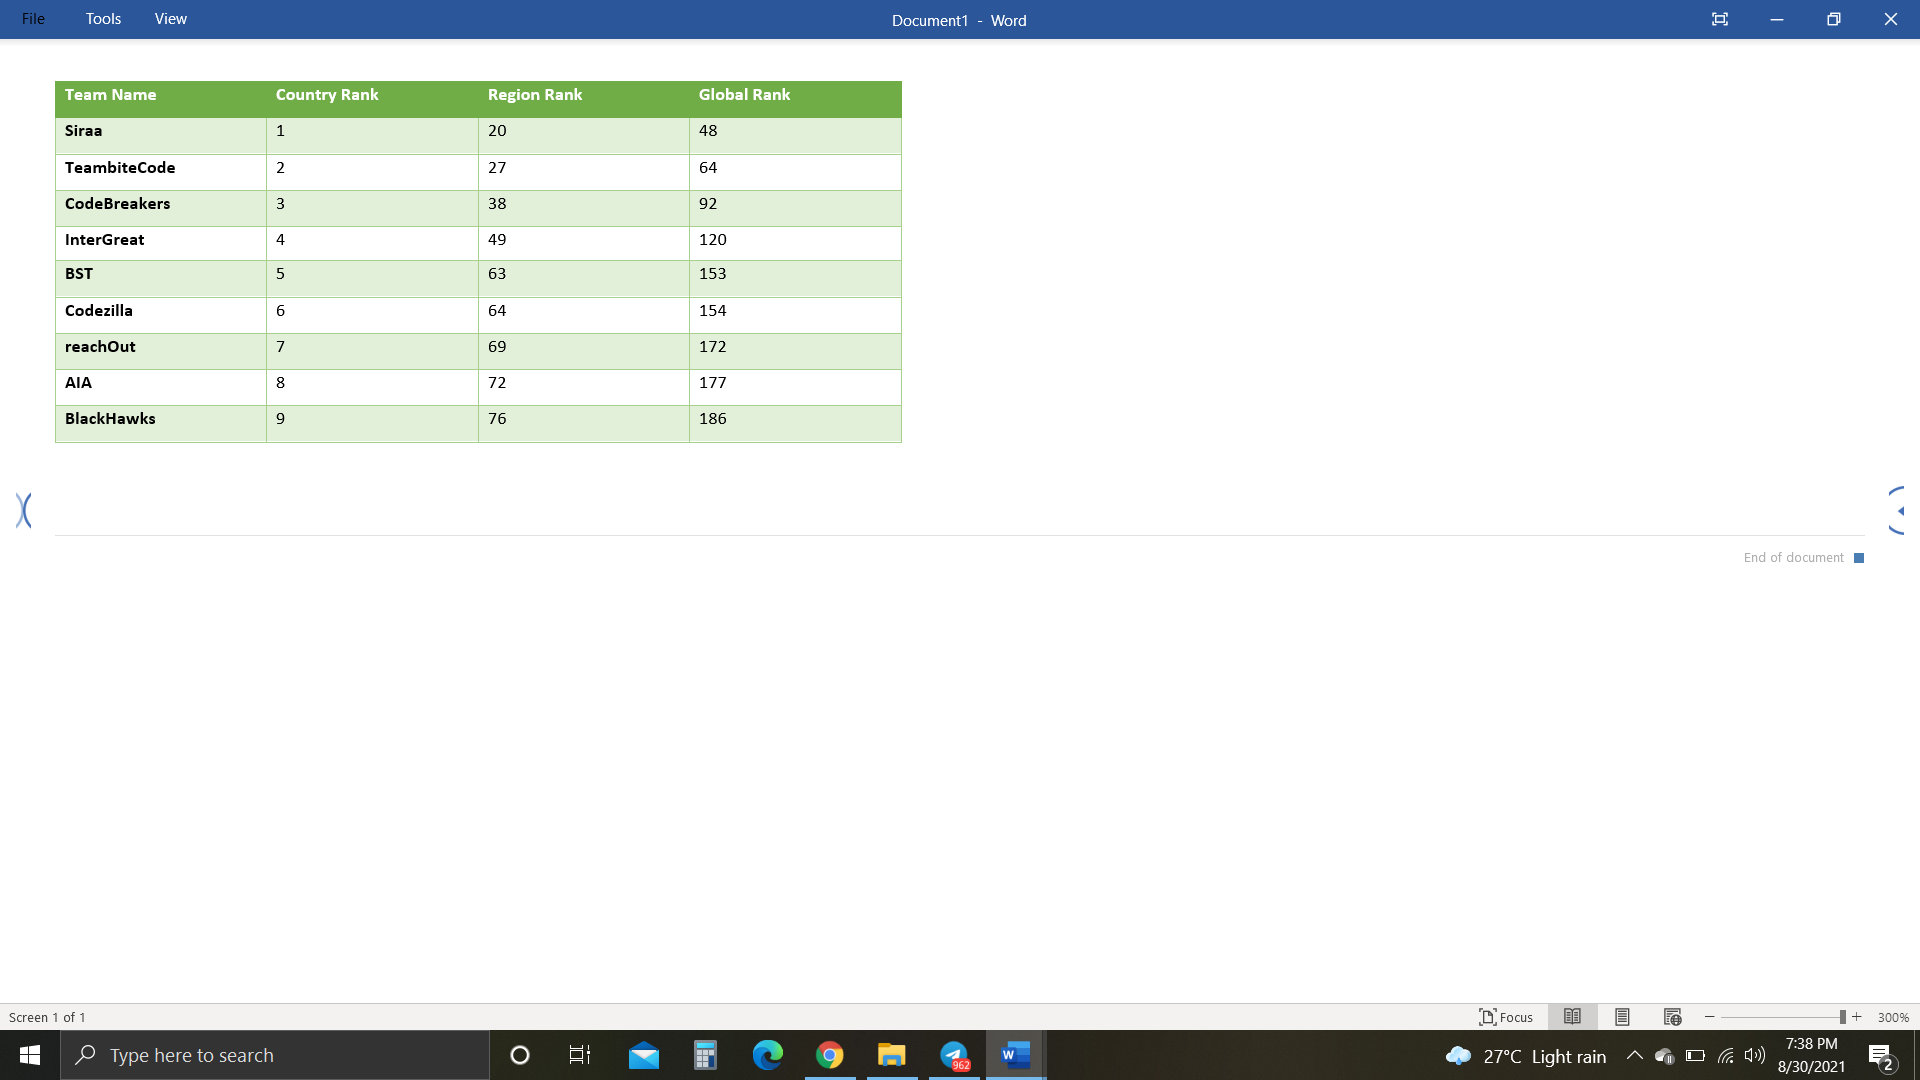 File Tools View Document1 - Word
Team Name Country Rank Region Rank Global Rank
Siraa 1 20 48
TeambiteCode 2 27 64
CodeBreakers 3 38 92
InterGreat 4 49 120
BST 5 63 153
Codezilla 6 64 154
reachOut 7 69 172
AIA 8 72 177
BlackHawks 9 76 186
End of document
Screen 1 of 1 Focus 300%
Type here to search 962 W 27°C Light rain 7:38 PM
8/30/2021 2